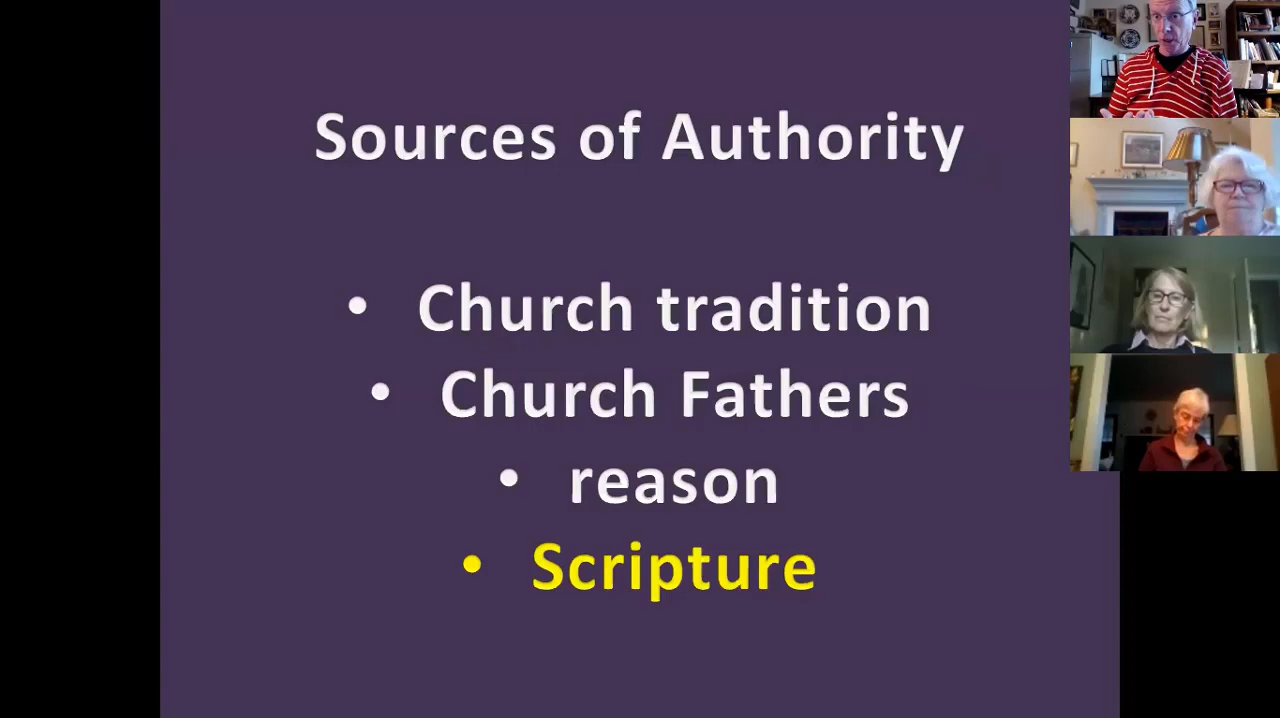 Sources of Authority
• Church tradition
• Church Fathers
• reason
• Scripture